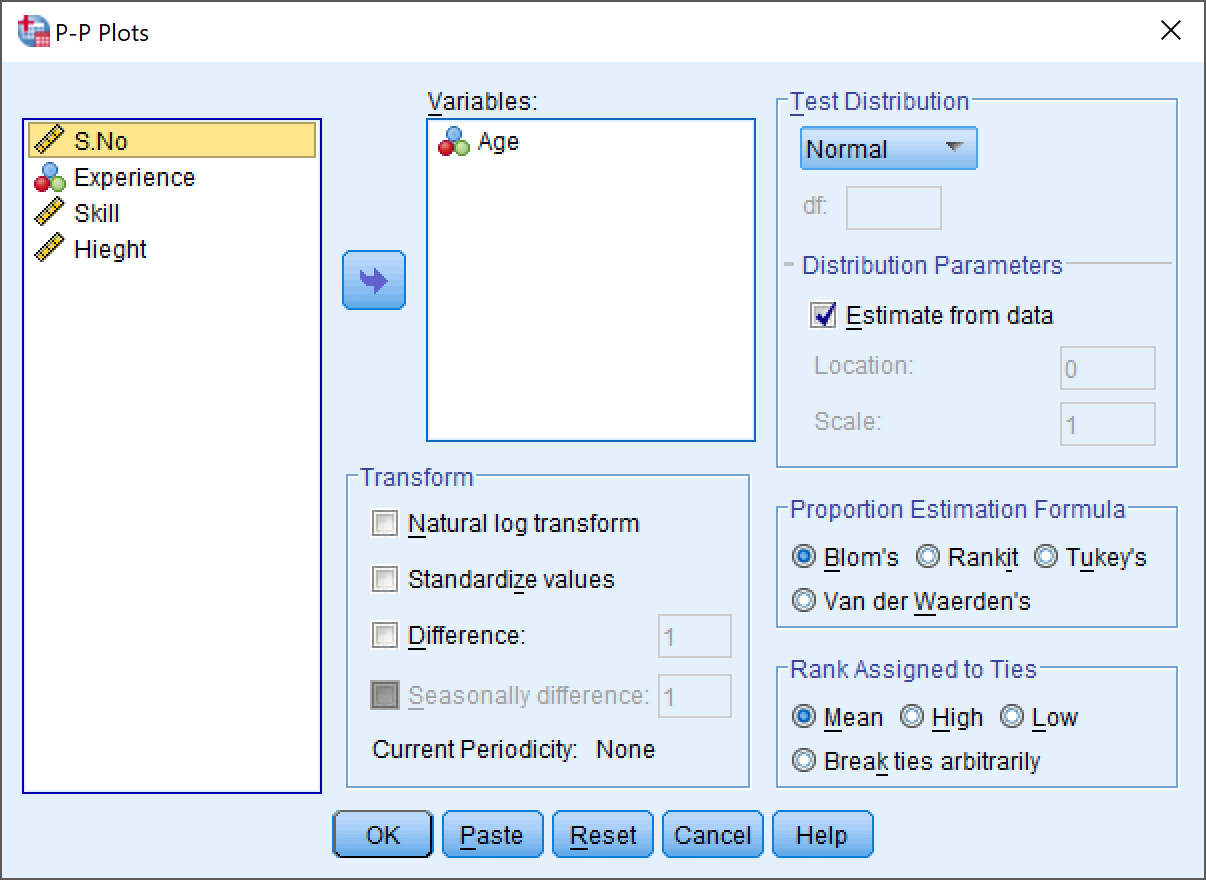 P-P Plots
S.No
Experience
Skill
Hieght
Variables:
Age
Test Distribution
Normal
df:
Distribution Parameters
Estimate from data
Location: 0
Scale: 1
Transform
Natural log transform
Standardize values
Difference: 1
Seasonally difference: 1
Current Periodicity: None
Proportion Estimation Formula
Blom's Rankit Tukey's
Van der Waerden's
Rank Assigned to Ties
Mean High Low
Break ties arbitrarily
OK Paste Reset Cancel Help